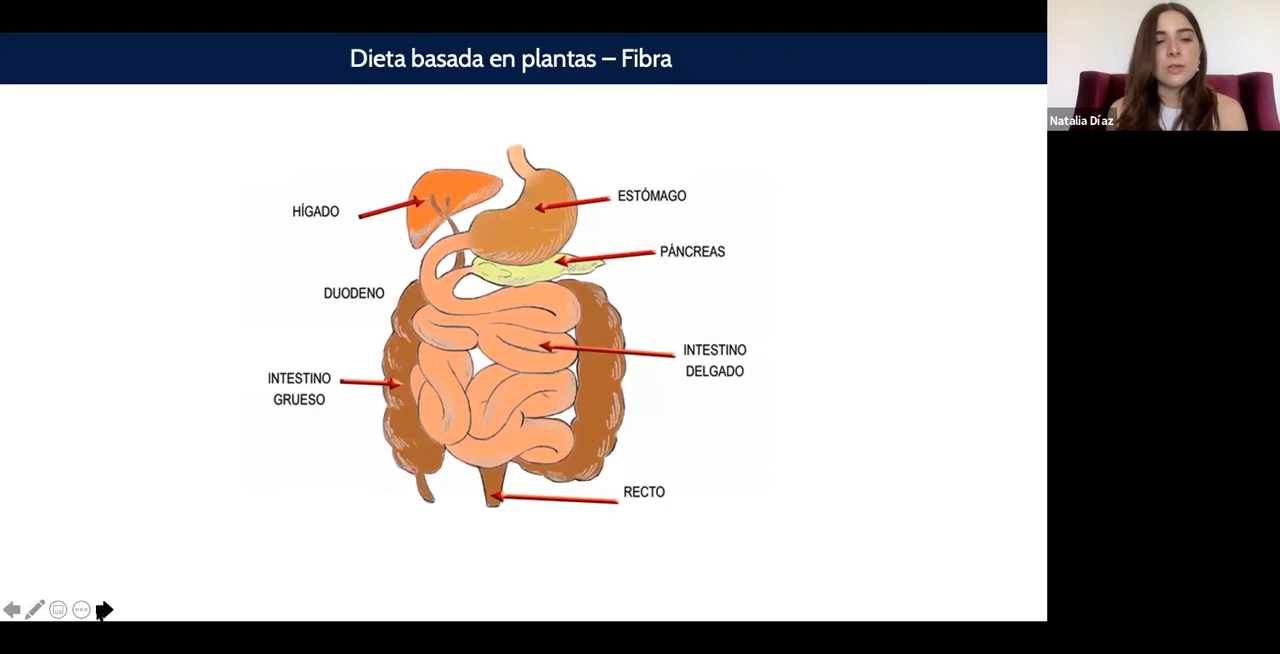 Dieta basada en plantas – Fibra
Natalia Díaz
HÍGADO
ESTÓMAGO
PÁNCREAS
DUODENO
INTESTINO
DELGADO
INTESTINO
GRUESO
RECTO